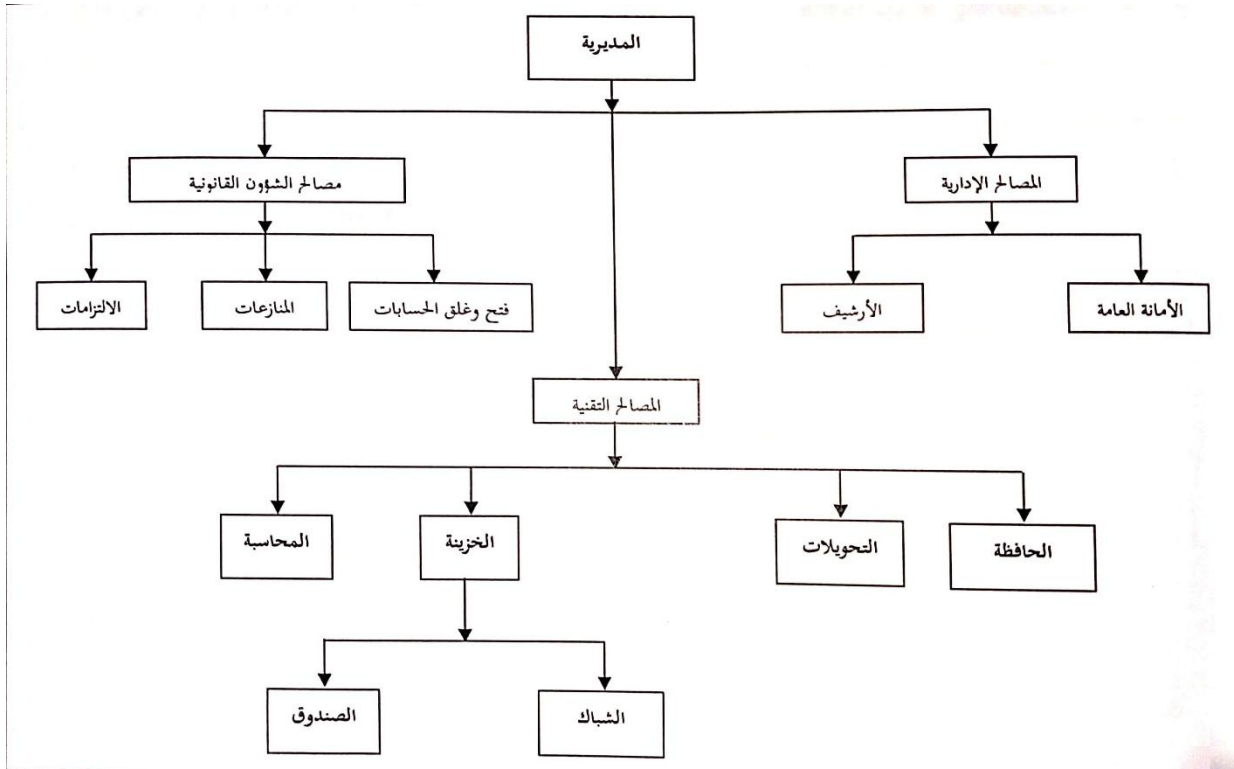 المديرية
المصالح الإدارية
مصالح الشؤون القانونية
الأمانة العامة
الأرشيف
فتح وغلق الحسابات
المنازعات
الالتزامات
المصالح التقنية
الحافظة
التحويلات
الخزينة
المحاسبة
الشباك
الصندوق